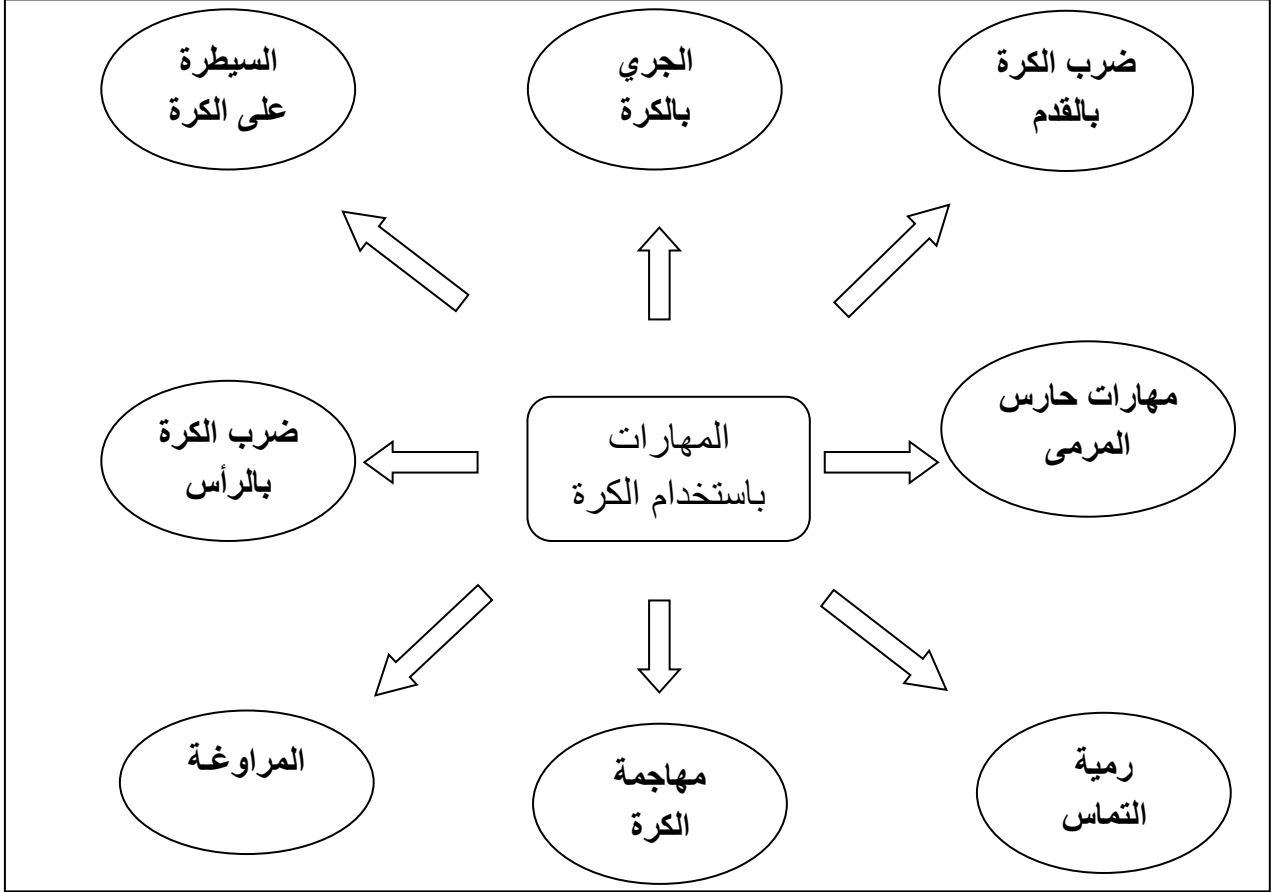 ضرب الكرة
بالقدم
الجري
بالكرة
السيطرة
على الكرة
مهارات حارس
المرمى
المهارات
باستخدام الكرة
ضرب الكرة
بالرأس
رمية
التماس
مهاجمة
الكرة
المراوغة